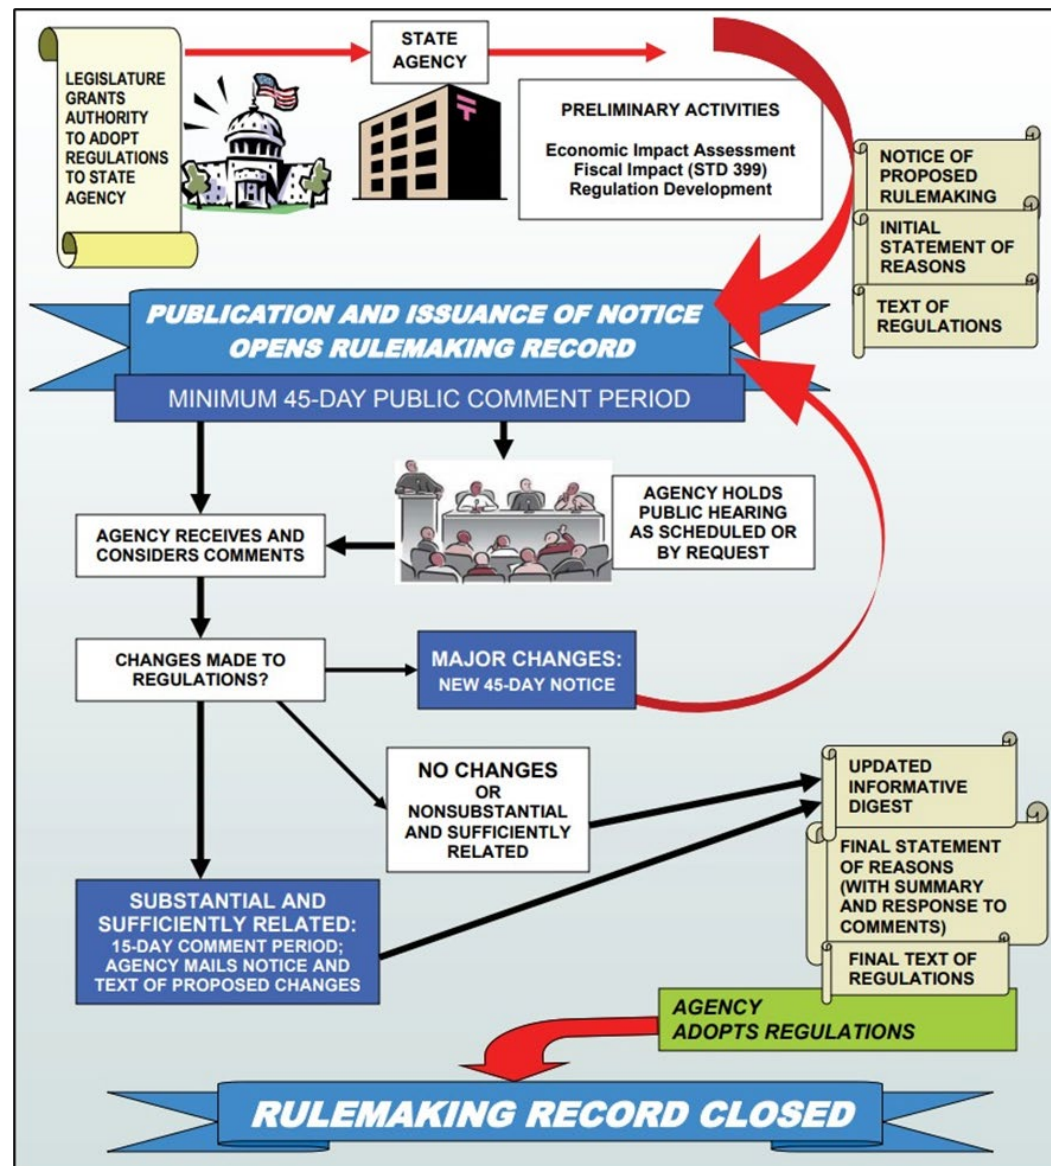 LEGISLATURE
GRANTS
AUTHORITY
TO ADOPT
REGULATIONS
TO STATE
AGENCY
STATE
AGENCY
PRELIMINARY ACTIVITIES
Economic Impact Assessment
Fiscal Impact (STD 399)
Regulation Development
NOTICE OF
PROPOSED
RULEMAKING
INITIAL
STATEMENT OF
REASONS
TEXT OF
REGULATIONS
PUBLICATION AND ISSUANCE OF NOTICE
OPENS RULEMAKING RECORD
MINIMUM 45-DAY PUBLIC COMMENT PERIOD
AGENCY HOLDS
PUBLIC HEARING
AS SCHEDULED OR
BY REQUEST
AGENCY RECEIVES AND
CONSIDERS COMMENTS
CHANGES MADE TO
REGULATIONS?
MAJOR CHANGES:
NEW 45-DAY NOTICE
NO CHANGES
OR
NONSUBSTANTIAL
AND SUFFICIENTLY
RELATED
SUBSTANTIAL AND
SUFFICIENTLY RELATED:
15-DAY COMMENT PERIOD;
AGENCY MAILS NOTICE AND
TEXT OF PROPOSED CHANGES
UPDATED
INFORMATIVE
DIGEST
FINAL STATEMENT
OF REASONS
(WITH SUMMARY
AND RESPONSE TO
COMMENTS)
FINAL TEXT OF
REGULATIONS
AGENCY
ADOPTS REGULATIONS
RULEMAKING RECORD CLOSED